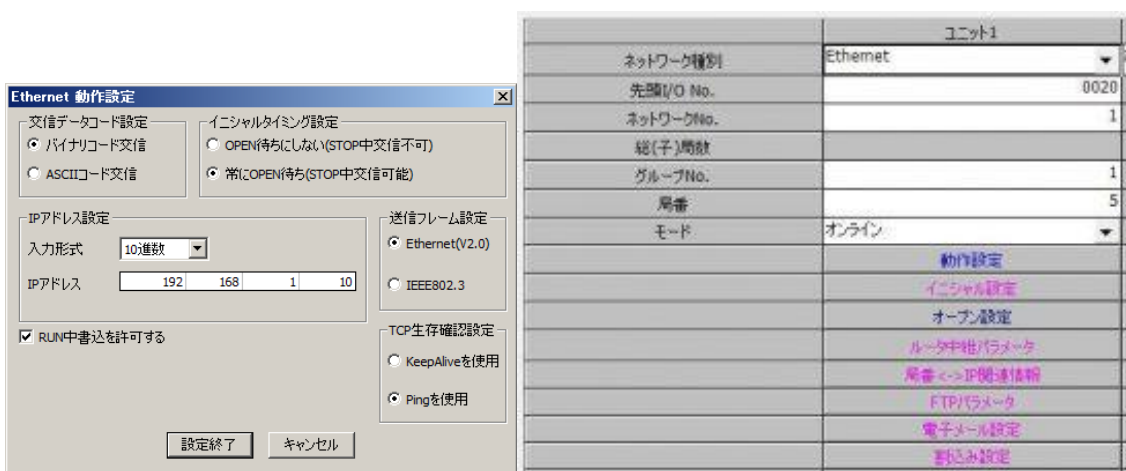 Ethernet 動作設定
交信データコード設定
バイナリコード交信
ASCIIコード交信
イニシャルタイミング設定
OPEN待ちにしない(STOP中交信不可)
常にOPEN待ち(STOP中交信可能)
IPアドレス設定
入力形式 10進数
IPアドレス 192 168 1 10
送信フレーム設定
Ethernet(V2.0)
IEEE802.3
RUN中書込を許可する
TCP生存確認設定
KeepAliveを使用
Pingを使用
設定終了 キャンセル
ユニット1
ネットワーク種別 Ethernet
先頭I/O No. 0020
ネットワークNo. 1
総(子)局数
グループNo. 1
局番 5
モード オンライン
動作設定
イニシャル設定
オープン設定
ルータ中継パラメータ
局番<->IP関連情報
FTPパラメータ
電子メール設定
割込み設定